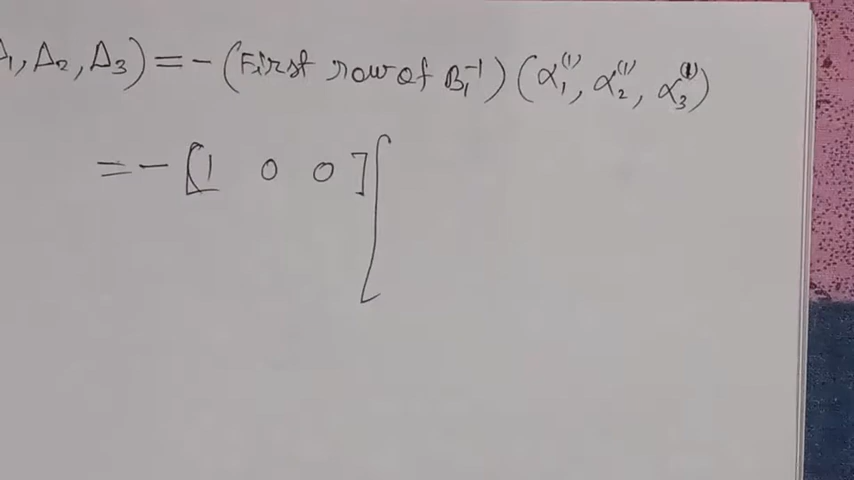 Δ₁, Δ₂, Δ₃) = - (First row of B₁⁻¹) (α₁⁽¹⁾, α₂⁽¹⁾, α₃⁽¹⁾)
= - [1 0 0] [